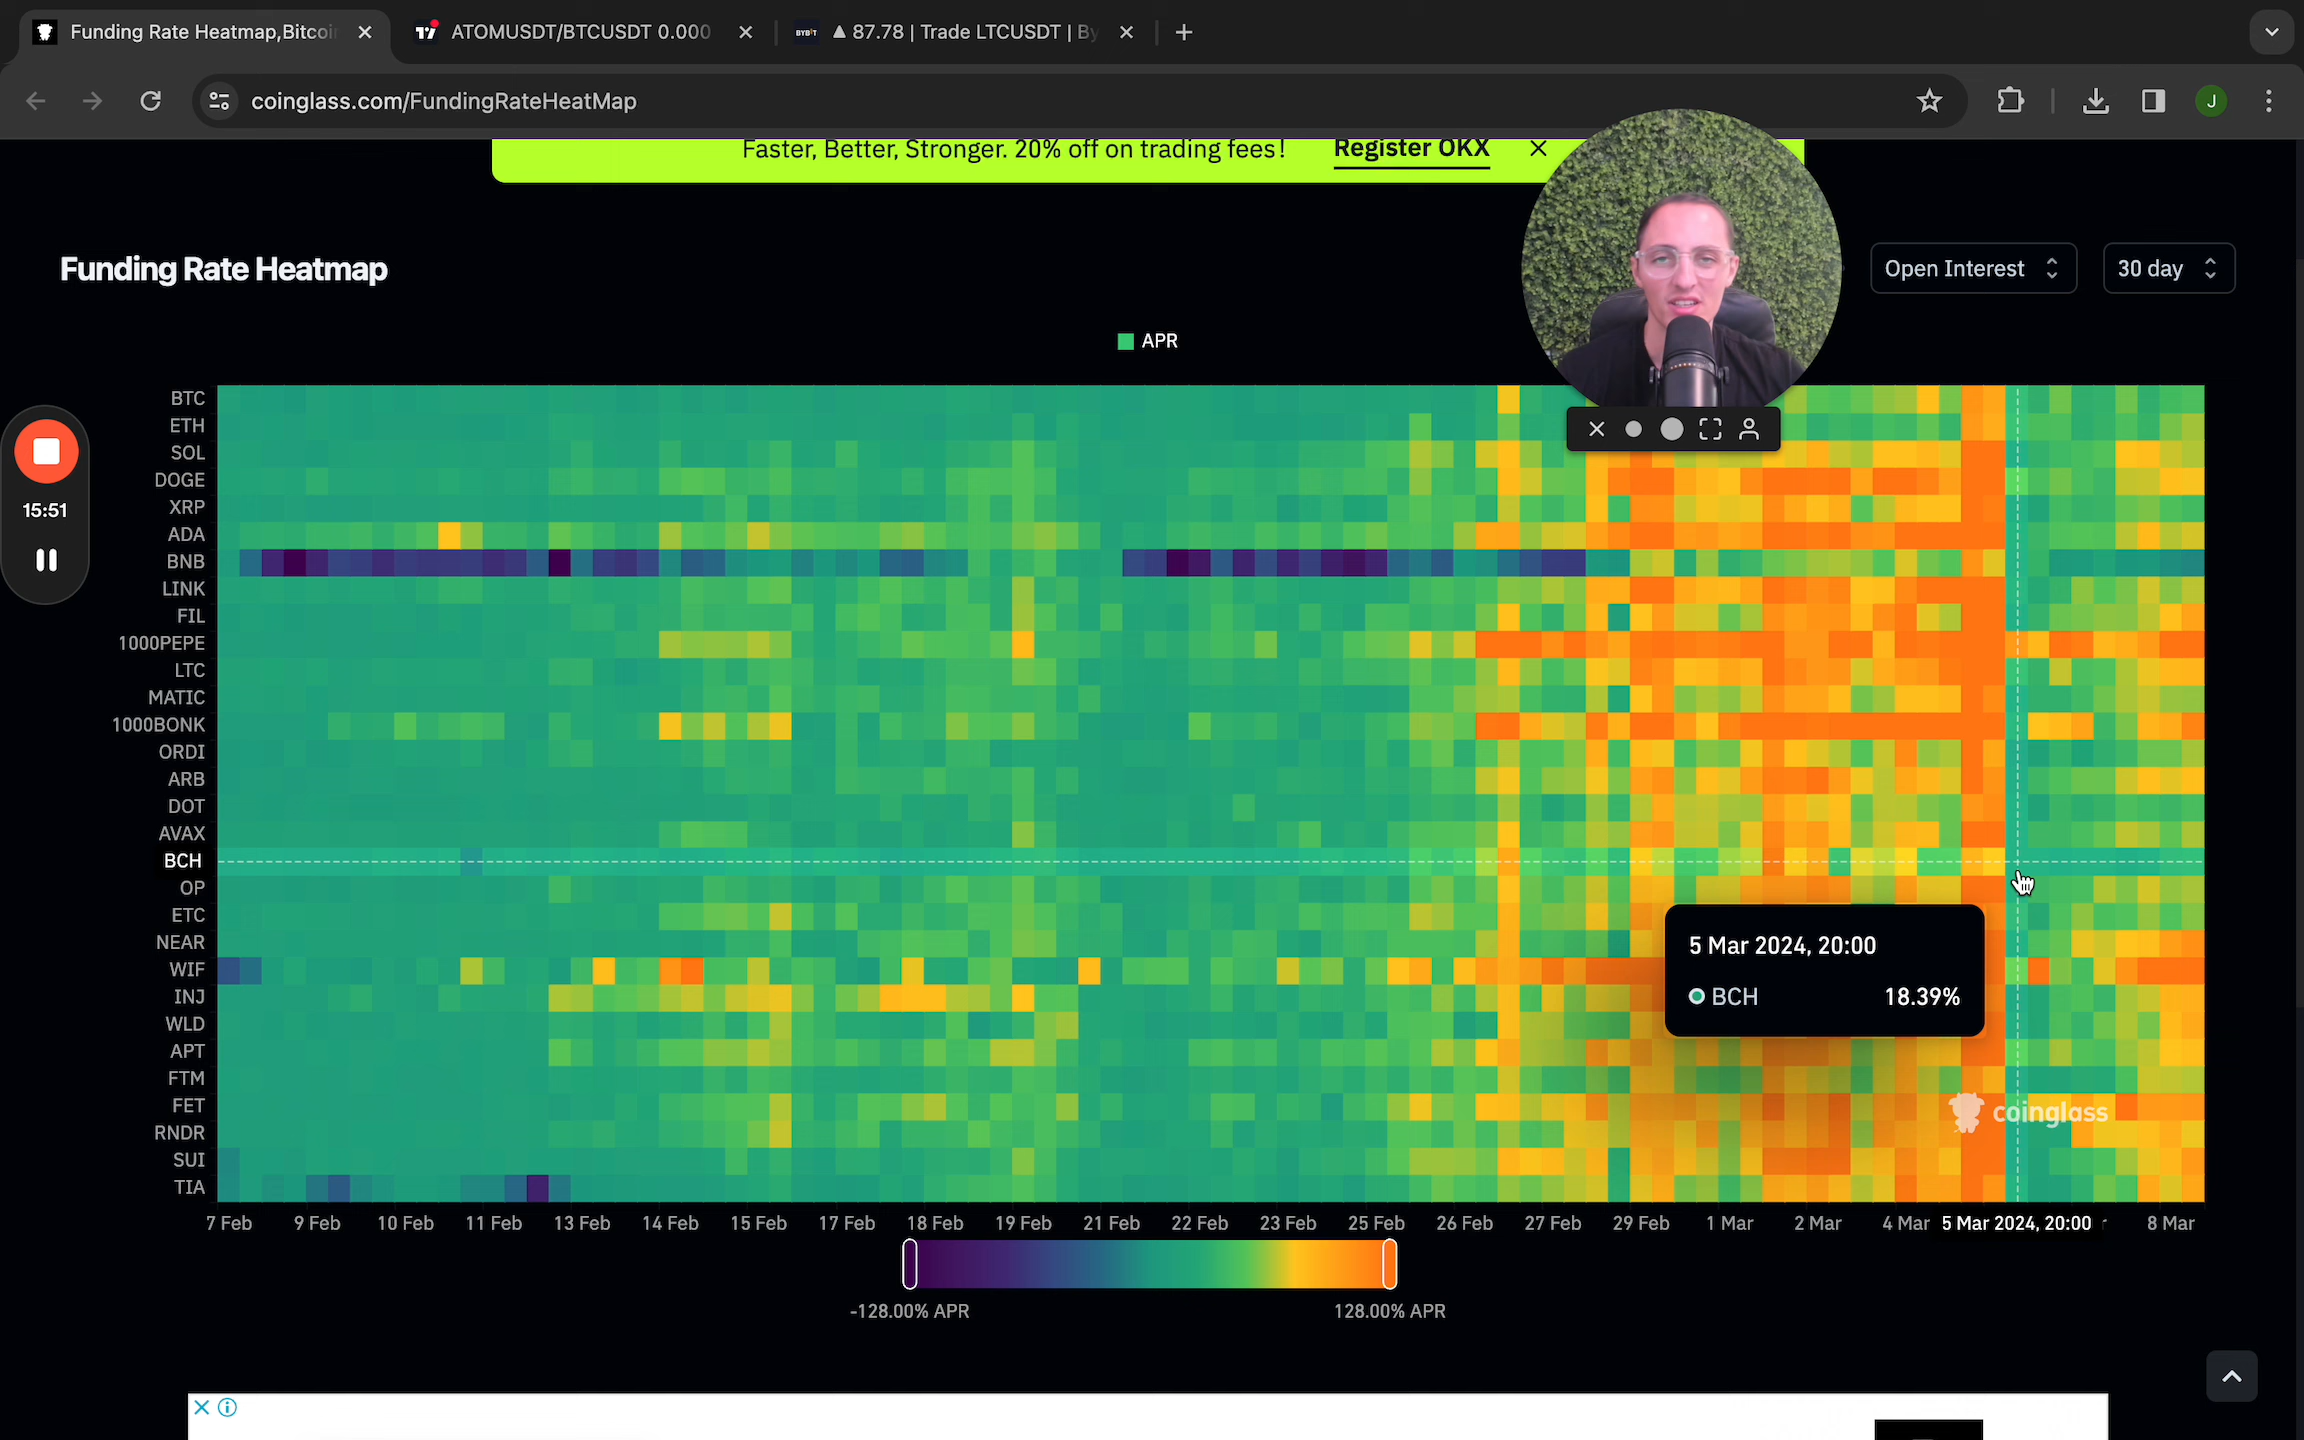 Funding Rate Heatmap,Bitcoi
ATOMUSDT/BTCUSDT 0.000
BYBIT
▲ 87.78 | Trade LTCUSDT | By
coinglass.com/FundingRateHeatMap
J
Faster, Better, Stronger. 20% off on trading fees!
Register OKX
Funding Rate Heatmap
Open Interest
30 day
APR
15:51
BTC
ETH
SOL
DOGE
XRP
ADA
BNB
LINK
FIL
1000PEPE
LTC
MATIC
1000BONK
ORDI
ARB
DOT
AVAX
BCH
OP
ETC
NEAR
WIF
INJ
WLD
APT
FTM
FET
RNDR
SUI
TIA
5 Mar 2024, 20:00
BCH 18.39%
coinglass
7 Feb 9 Feb 10 Feb 11 Feb 13 Feb 14 Feb 15 Feb 17 Feb 18 Feb 19 Feb 21 Feb 22 Feb 23 Feb 25 Feb 26 Feb 27 Feb 29 Feb 1 Mar 2 Mar 4 Mar 5 Mar 2024, 20:00 8 Mar
-128.00% APR 128.00% APR